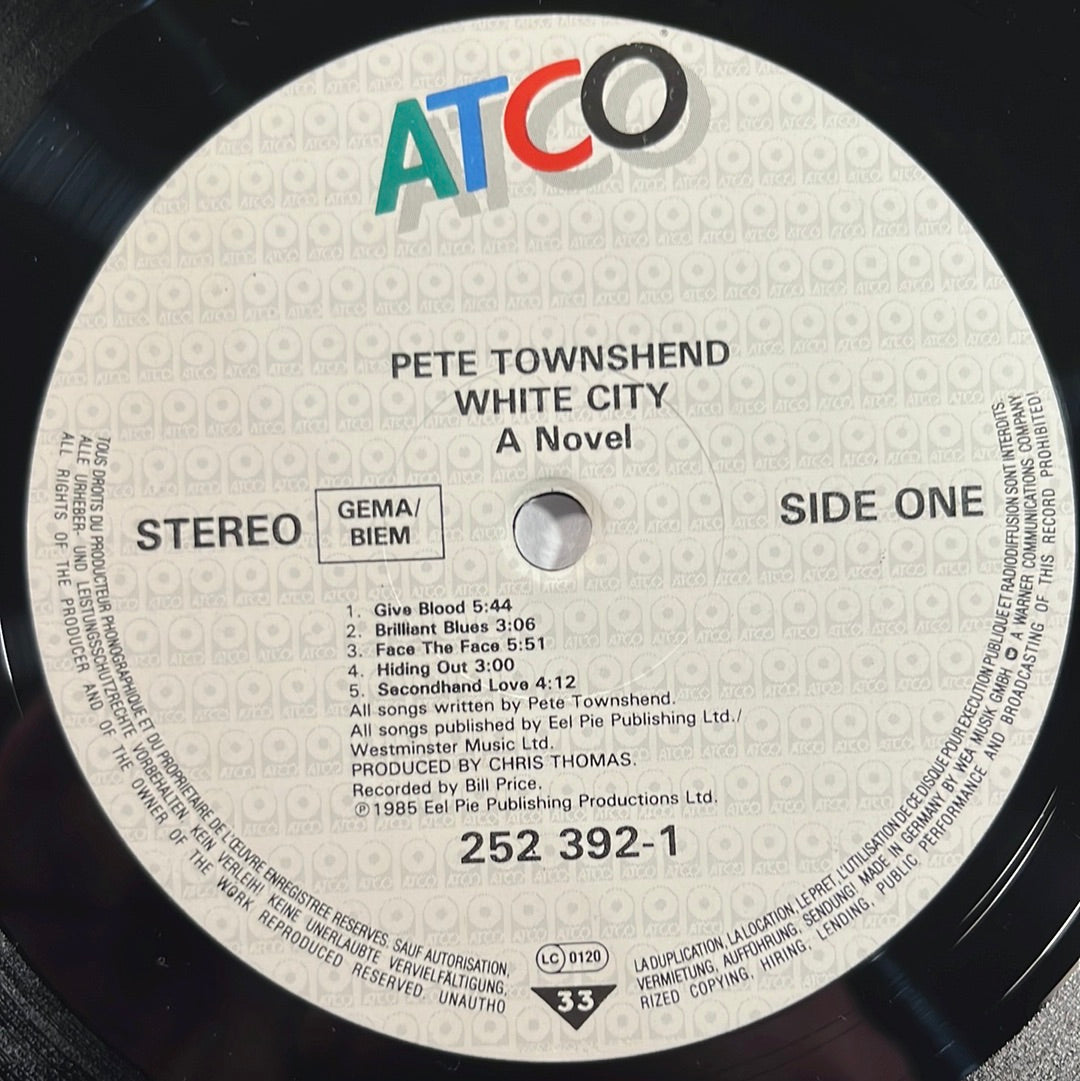 ATCO
PETE TOWNSHEND
WHITE CITY
A Novel
STEREO
GEMA/
BIEM
SIDE ONE
1. Give Blood 5:44
2. Brilliant Blues 3:06
3. Face The Face 5:51
4. Hiding Out 3:00
5. Secondhand Love 4:12
All songs written by Pete Townshend.
All songs published by Eel Pie Publishing Ltd./
Westminster Music Ltd.
PRODUCED BY CHRIS THOMAS.
Recorded by Bill Price.
℗ 1985 Eel Pie Publishing Productions Ltd.
252 392-1
LC 0120
33
TOUS DROITS DU PRODUCTEUR PHONOGRAPHIQUE ET DU PROPRIETAIRE DE L'ŒUVRE ENREGISTREE RESERVES. SAUF AUTORISATION, LA DUPLICATION, LA LOCATION, LE PRET, L'UTILISATION DE CE DISQUE POUR EXECUTION PUBLIQUE ET RADIODIFFUSION SONT INTERDITS.
ALLE URHEBER- UND LEISTUNGSSCHUTZRECHTE VORBEHALTEN. KEIN VERLEIH! KEINE UNERLAUBTE VERVIELFÄLTIGUNG, VERMIETUNG, AUFFÜHRUNG, SENDUNG! MADE IN GERMANY BY WEA MUSIK GMBH A WARNER COMMUNICATIONS COMPANY
ALL RIGHTS OF THE PRODUCER AND OF THE OWNER OF THE WORK REPRODUCED RESERVED. UNAUTHORIZED COPYING, HIRING, LENDING, PUBLIC PERFORMANCE AND BROADCASTING OF THIS RECORD PROHIBITED!